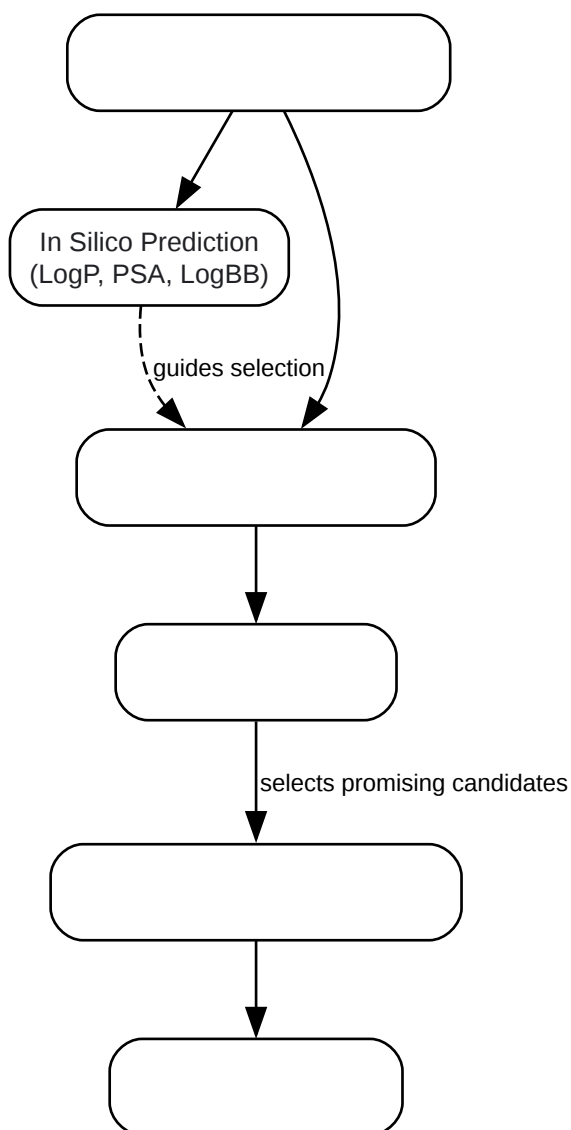 In Silico Prediction
(LogP, PSA, LogBB)
guides selection
selects promising candidates